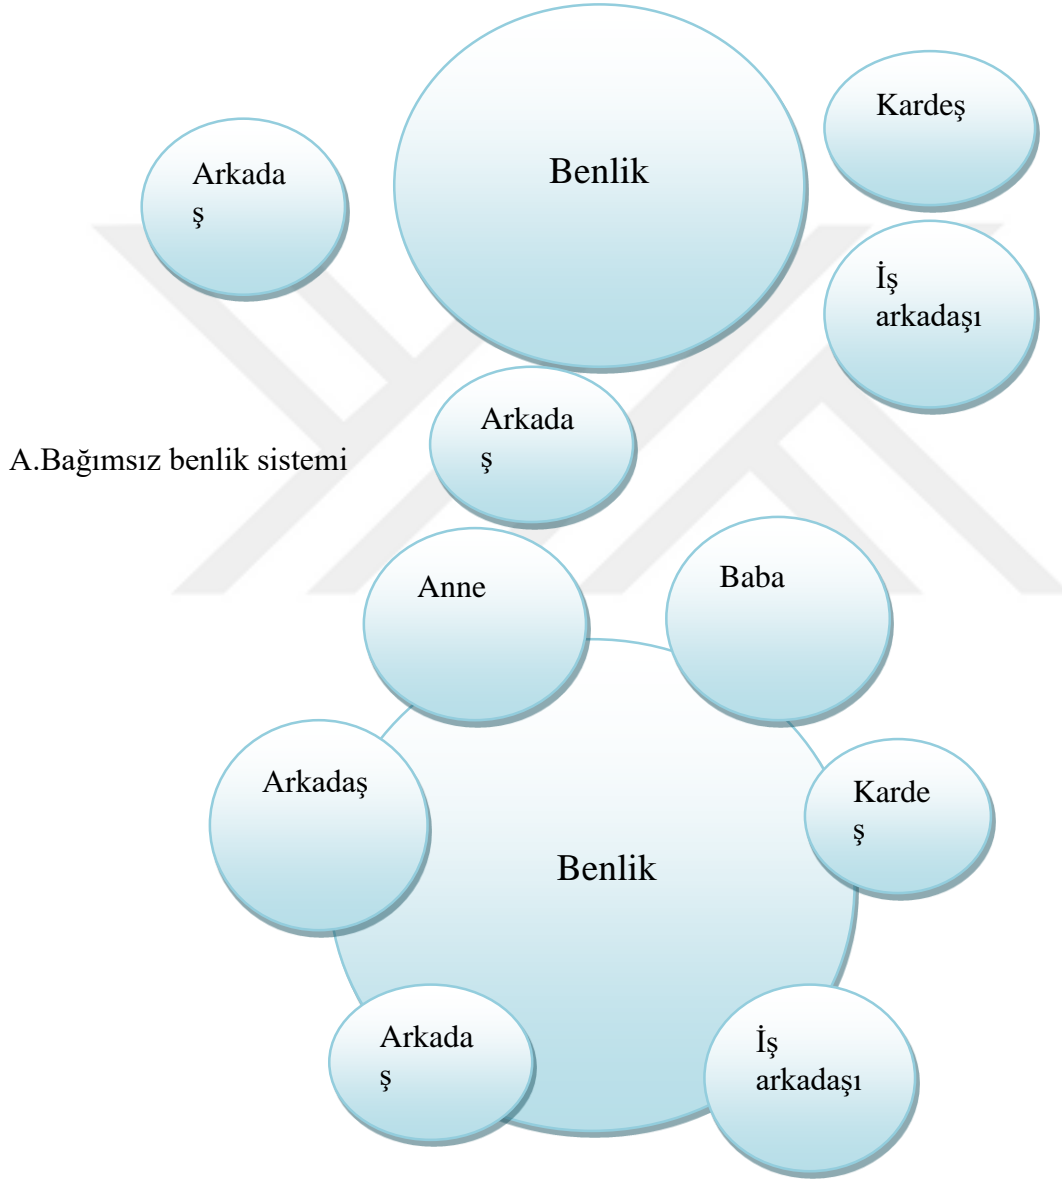 Benlik
Kardeş
Arkada
ş
İş
arkadaşı
Arkada
ş
A.Bağımsız benlik sistemi
Anne
Baba
Arkadaş
Karde
ş
Benlik
Arkada
ş
İş
arkadaşı